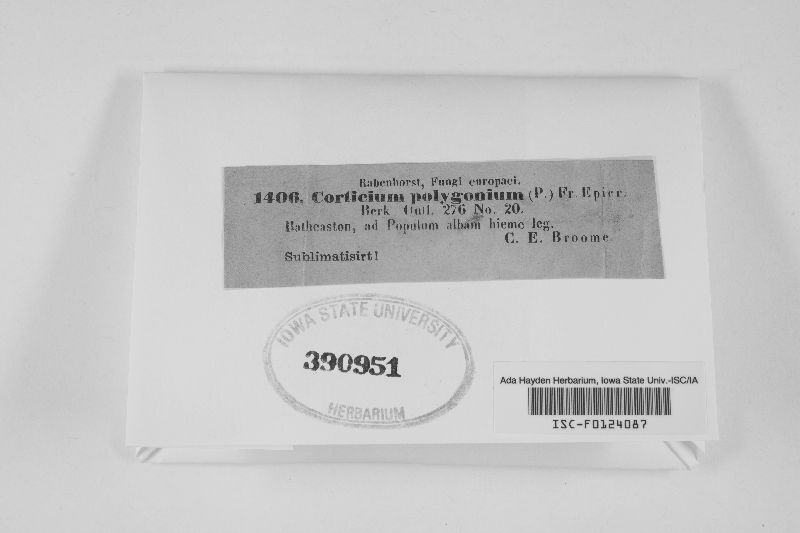 Rabenhorst, Fungi europaei.
1406. Corticium polygonium (P.) Fr. Epicr.
Berk. Outl. 276 No. 20.
Batheaston, ad Populum albam hieme leg.
C. E. Broome.
Sublimatisirt!
IOWA STATE UNIVERSITY
390951
HERBARIUM
Ada Hayden Herbarium, Iowa State Univ.-ISC/IA
ISC-F0124087